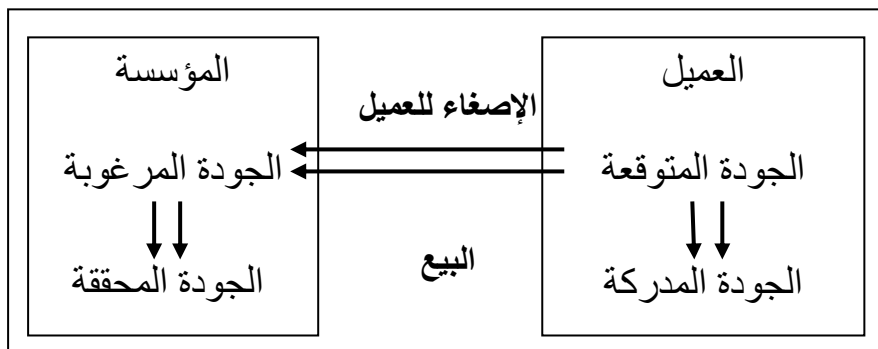 العميل
المؤسسة
الإصغاء للعميل
الجودة المتوقعة
الجودة المرغوبة
البيع
الجودة المدركة
الجودة المحققة